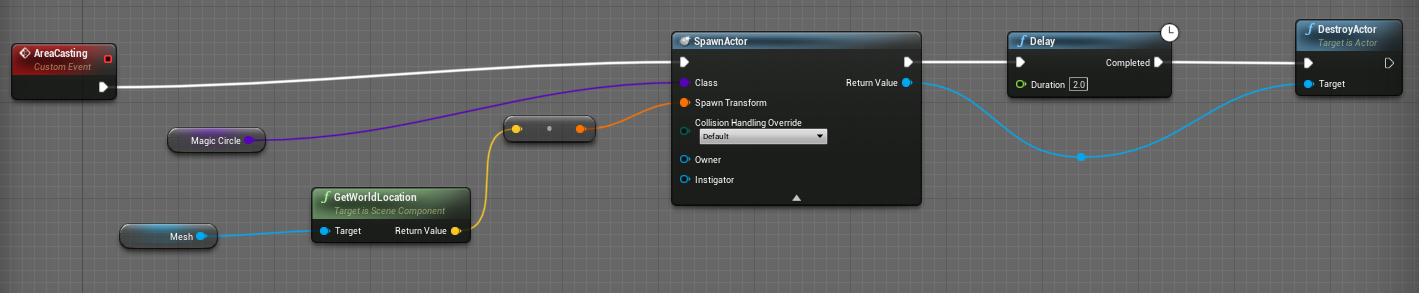 AreaCasting
Custom Event
Magic Circle
Mesh
GetWorldLocation
Target is Scene Component
Target
Return Value
SpawnActor
Class
Return Value
Spawn Transform
Collision Handling Override
Default
Owner
Instigator
Delay
Completed
Duration 2.0
DestroyActor
Target is Actor
Target